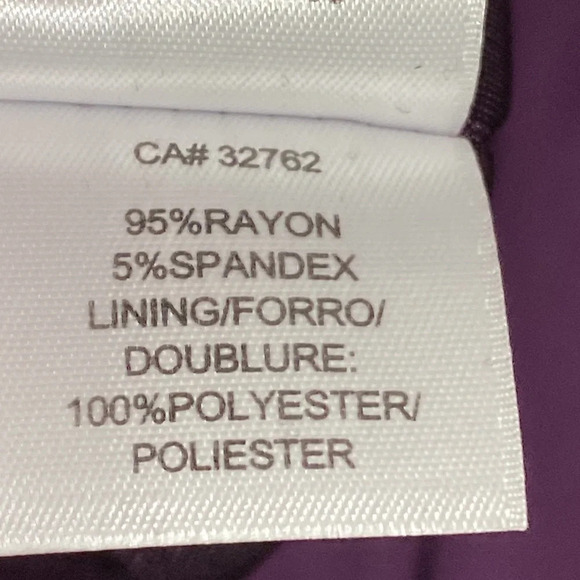 CA# 32762
95%RAYON
5%SPANDEX
LINING/FORRO/
DOUBLURE:
100%POLYESTER/
POLIESTER